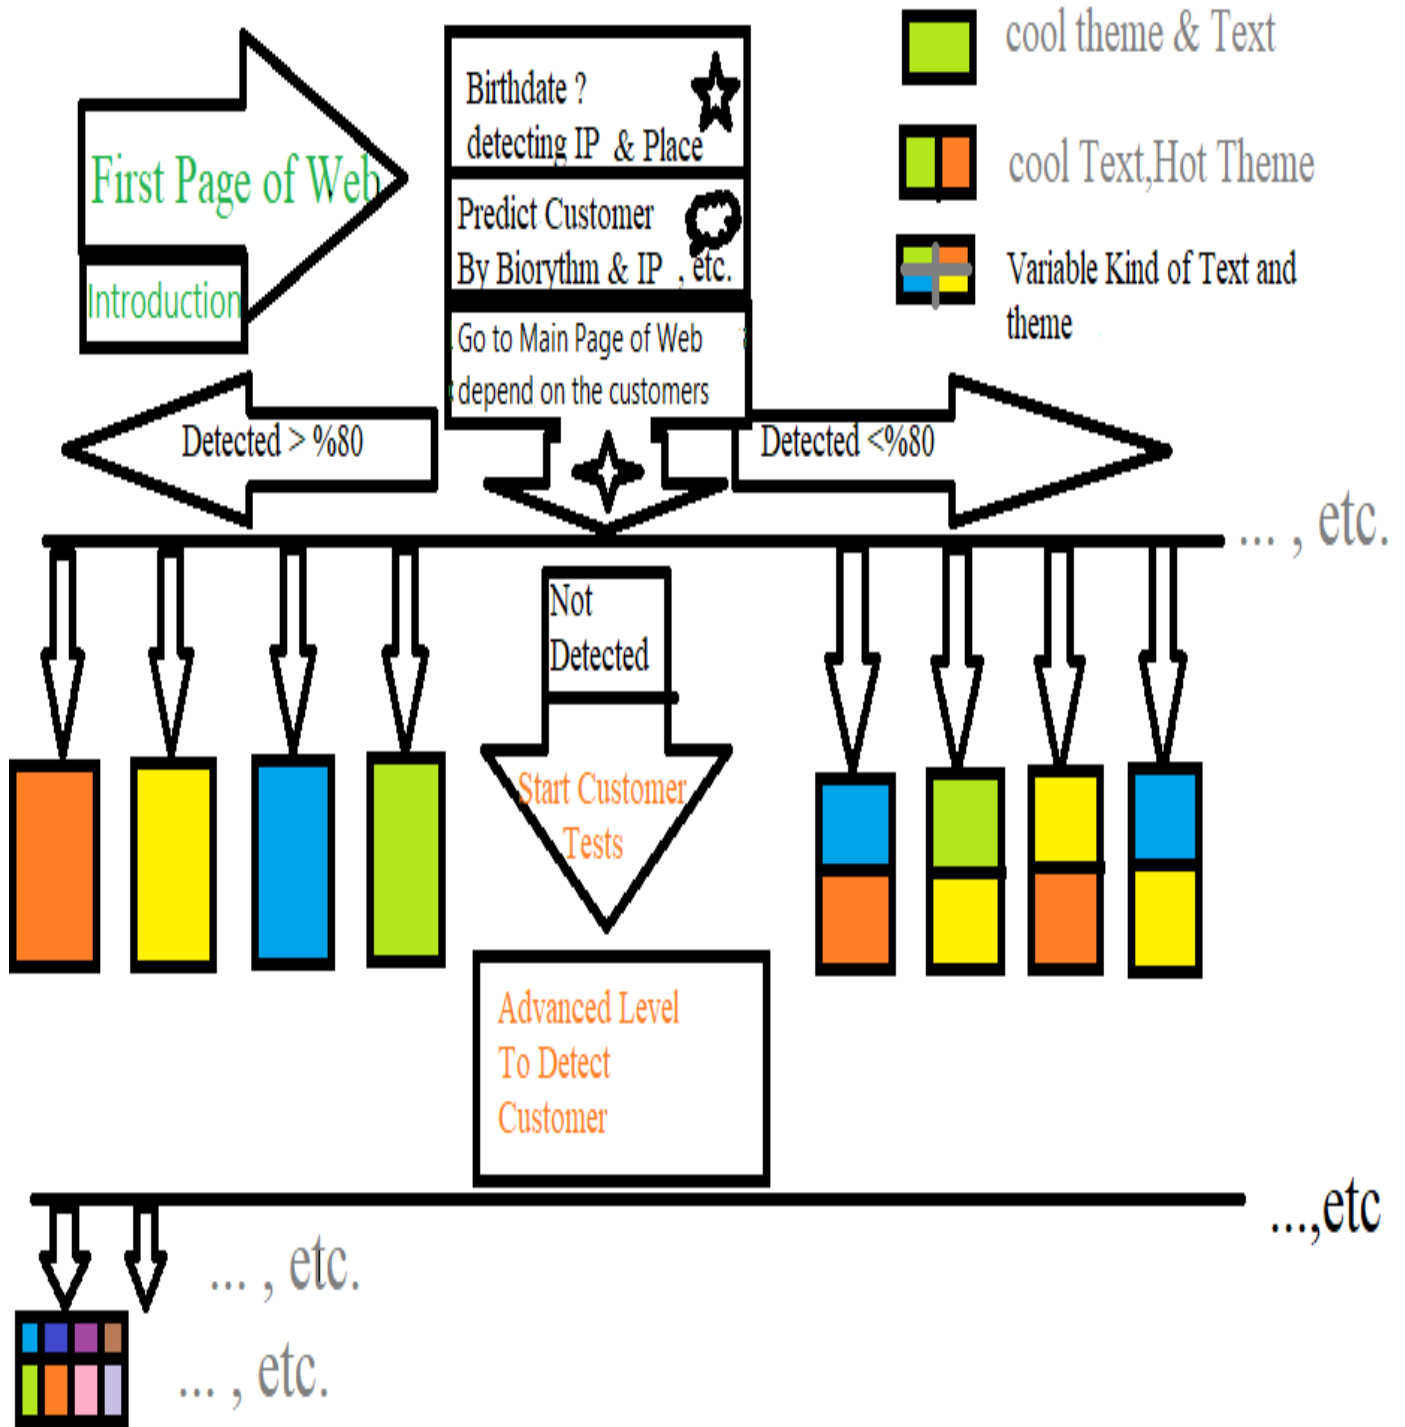 First Page of Web
Introduction
Birthdate ?
detecting IP & Place
Predict Customer
By Biorythm & IP , etc.
Go to Main Page of Web
depend on the customers
cool theme & Text
cool Text,Hot Theme
Variable Kind of Text and
theme
Detected > %80
Detected <%80
... , etc.
Not
Detected
Start Customer
Tests
Advanced Level
To Detect
Customer
...,etc
... , etc.
... , etc.